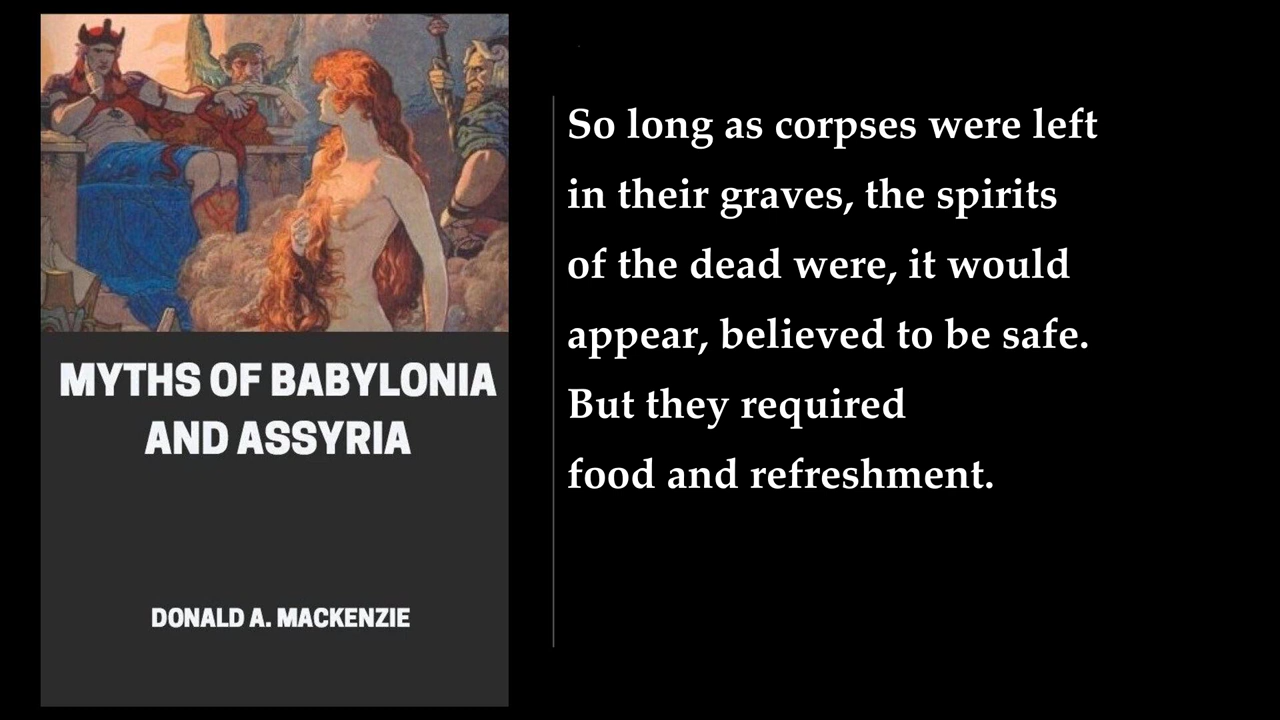 MYTHS OF BABYLONIA
AND ASSYRIA
DONALD A. MACKENZIE
So long as corpses were left
in their graves, the spirits
of the dead were, it would
appear, believed to be safe.
But they required
food and refreshment.